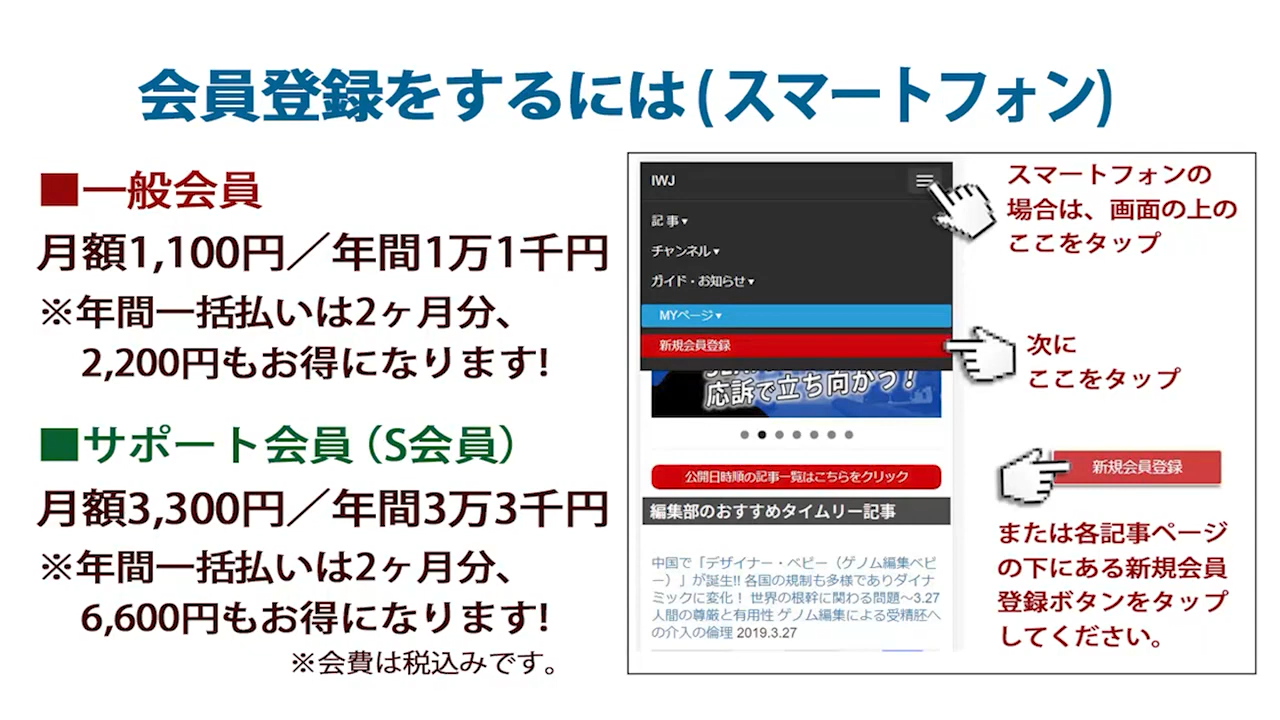 会員登録をするには(スマートフォン)
■一般会員
月額1,100円／年間1万1千円
※年間一括払いは2ヶ月分、
2,200円もお得になります!
■サポート会員（S会員）
月額3,300円／年間3万3千円
※年間一括払いは2ヶ月分、
6,600円もお得になります!
※会費は税込みです。
IWJ
記事▾
チャンネル▾
ガイド・お知らせ▾
MYページ▾
新規会員登録
応訴で立ち向かう！
公開日時順の記事一覧はこちらをクリック
編集部のおすすめタイムリー記事
中国で「デザイナー・ベビー（ゲノム編集ベビ
ー）」が誕生!! 各国の規制も多様でありダイナ
ミックに変化！ 世界の根幹に関わる問題～3.27
人間の尊厳と有用性 ゲノム編集による受精胚へ
の介入の倫理 2019.3.27
スマートフォンの
場合は、画面の上の
ここをタップ
次に
ここをタップ
新規会員登録
または各記事ページ
の下にある新規会員
登録ボタンをタップ
してください。